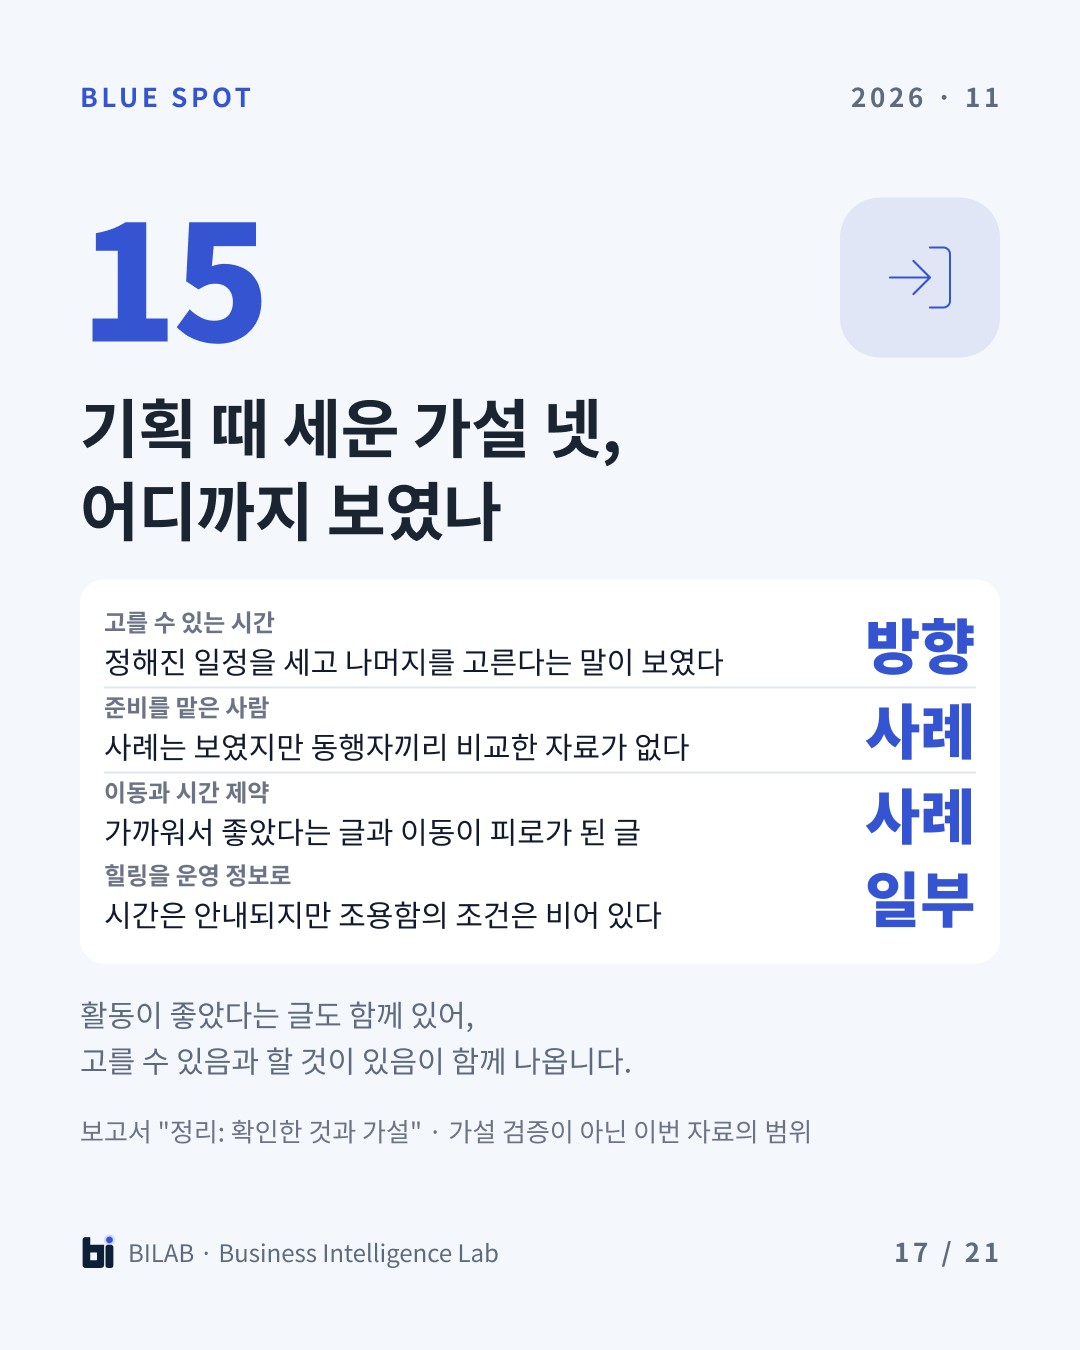 BLUE SPOT
2026 · 11
15
기획 때 세운 가설 넷,
어디까지 보였나
고를 수 있는 시간
정해진 일정을 세고 나머지를 고른다는 말이 보였다
방향
준비를 맡은 사람
사례는 보였지만 동행자끼리 비교한 자료가 없다
사례
이동과 시간 제약
가까워서 좋았다는 글과 이동이 피로가 된 글
사례
힐링을 운영 정보로
시간은 안내되지만 조용함의 조건은 비어 있다
일부
활동이 좋았다는 글도 함께 있어,
고를 수 있음과 할 것이 있음이 함께 나옵니다.
보고서 "정리: 확인한 것과 가설" · 가설 검증이 아닌 이번 자료의 범위
bi BILAB · Business Intelligence Lab
17 / 21